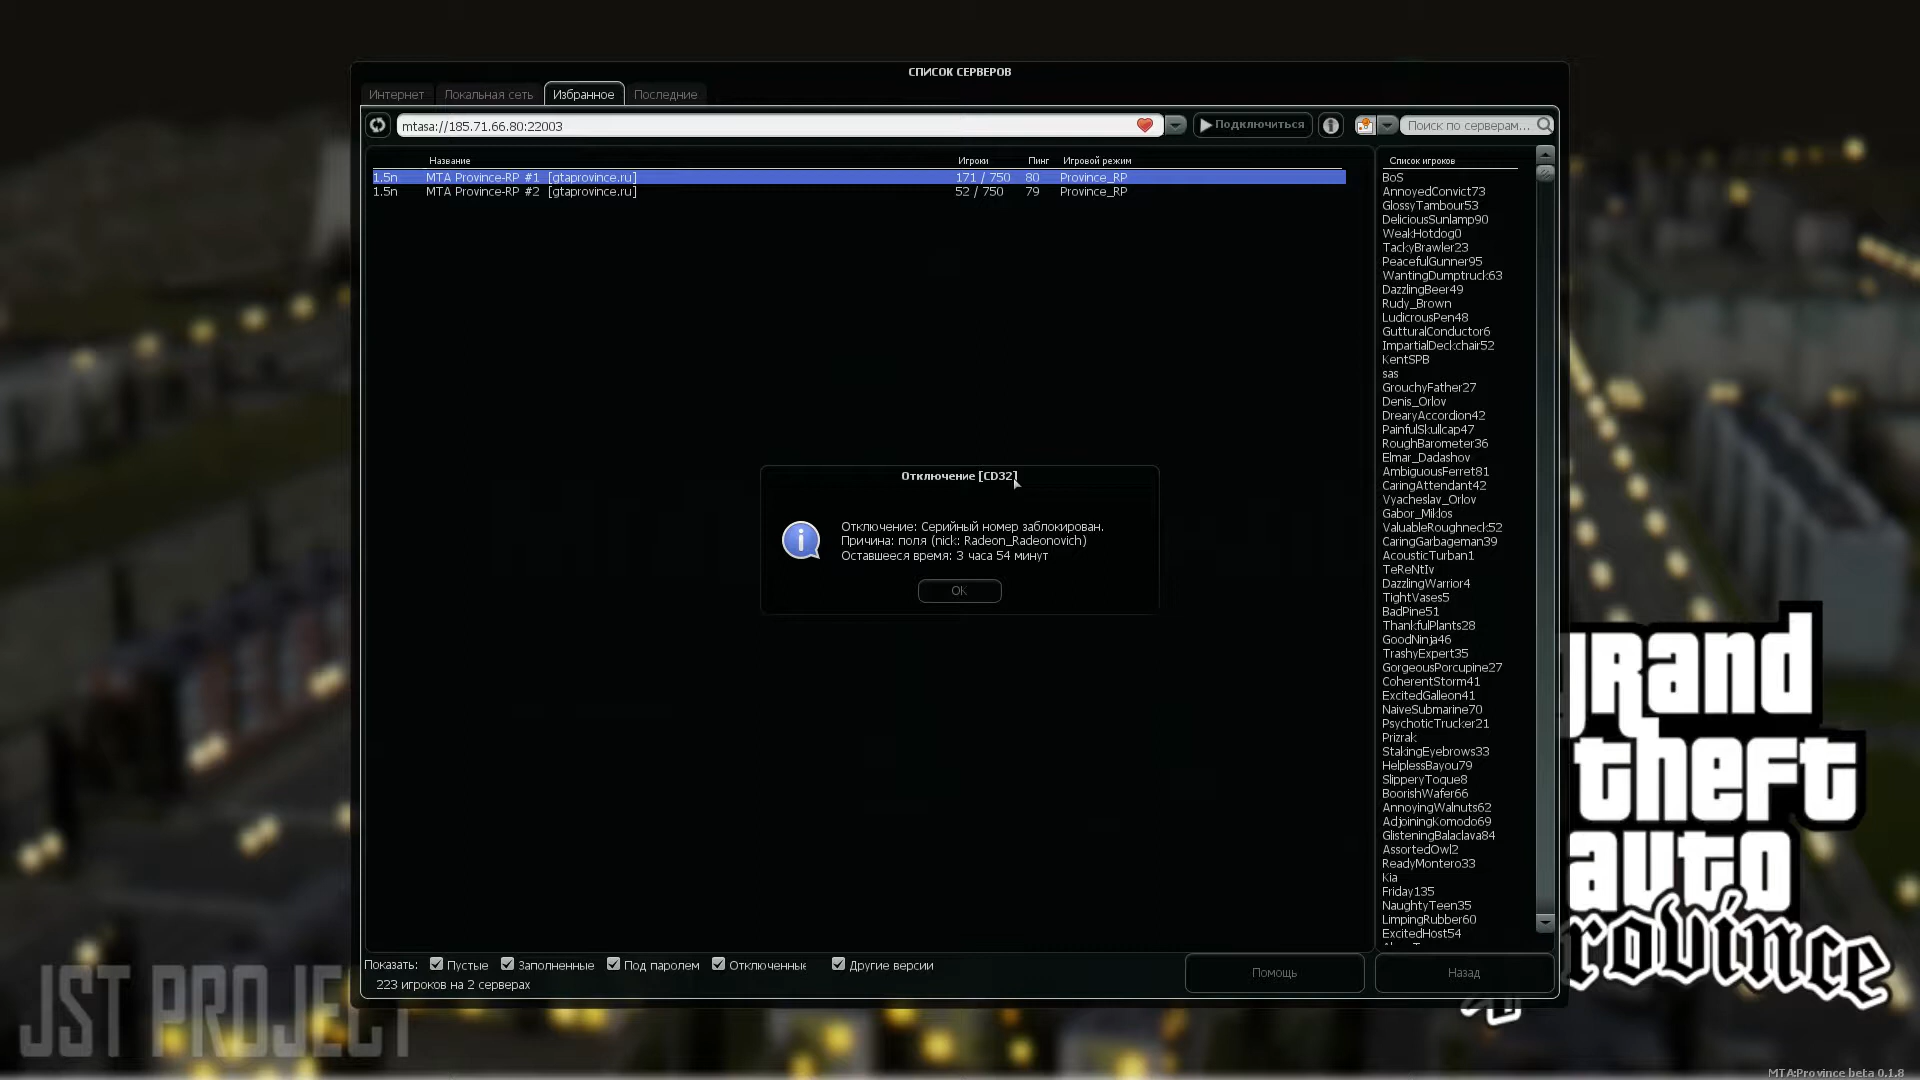 СПИСОК СЕРВЕРОВ
Интернет Локальная сеть Избранное Последние
mtasa://185.71.66.80:22003 Подключиться Поиск по серверам...
Название Игроки Пинг Игровой режим Список игроков
1.5n MTA Province-RP #1 [gtaprovince.ru] 171 / 750 80 Province_RP
1.5n MTA Province-RP #2 [gtaprovince.ru] 52 / 750 79 Province_RP
BoS
AnnoyedConvict73
GlossyTambour53
DeliciousSunlamp90
WeakHotdog0
TackyBrawler23
PeacefulGunner95
WantingDumptruck63
DazzlingBeer49
Rudy_Brown
LudicrousPen48
GutturalConductor6
ImpartialDeckchair52
KentSPB
sas
GrouchyFather27
Denis_Orlov
DrearyAccordion42
PainfulSkullcap47
RoughBarometer36
Elmar_Dadashov
AmbiguousFerret81
CaringAttendant42
Vyacheslav_Orlov
Gabor_Miklos
ValuableRoughneck52
CaringGarbageman39
AcousticTurban1
TeReNtIv
DazzlingWarrior4
TightVases5
BadPine51
ThankfulPlants28
GoodNinja46
TrashyExpert35
GorgeousPorcupine27
CoherentStorm41
ExcitedGalleon41
NaiveSubmarine70
PsychoticTrucker21
Prizrak
StakingEyebrows33
HelplessBayou79
SlipperyToque8
BoorishWafer66
AnnoyingWalnuts62
AdjoiningKomodo69
GlisteningBalaclava84
AssortedOwl2
ReadyMontero33
Kia
Friday135
NaughtyTeen35
LimpingRubber60
ExcitedHost54
Отключение [CD32]
Отключение: Серийный номер заблокирован.
Причина: поля (nick: Radeon_Radeonovich)
Оставшееся время: 3 часа 54 минут
OK
Показать: Пустые Заполненные Под паролем Отключенные Другие версии
223 игроков на 2 серверах
Помощь Назад
grand
theft
auto
province
JST PROJECT
MTA:Province beta 0.1.8